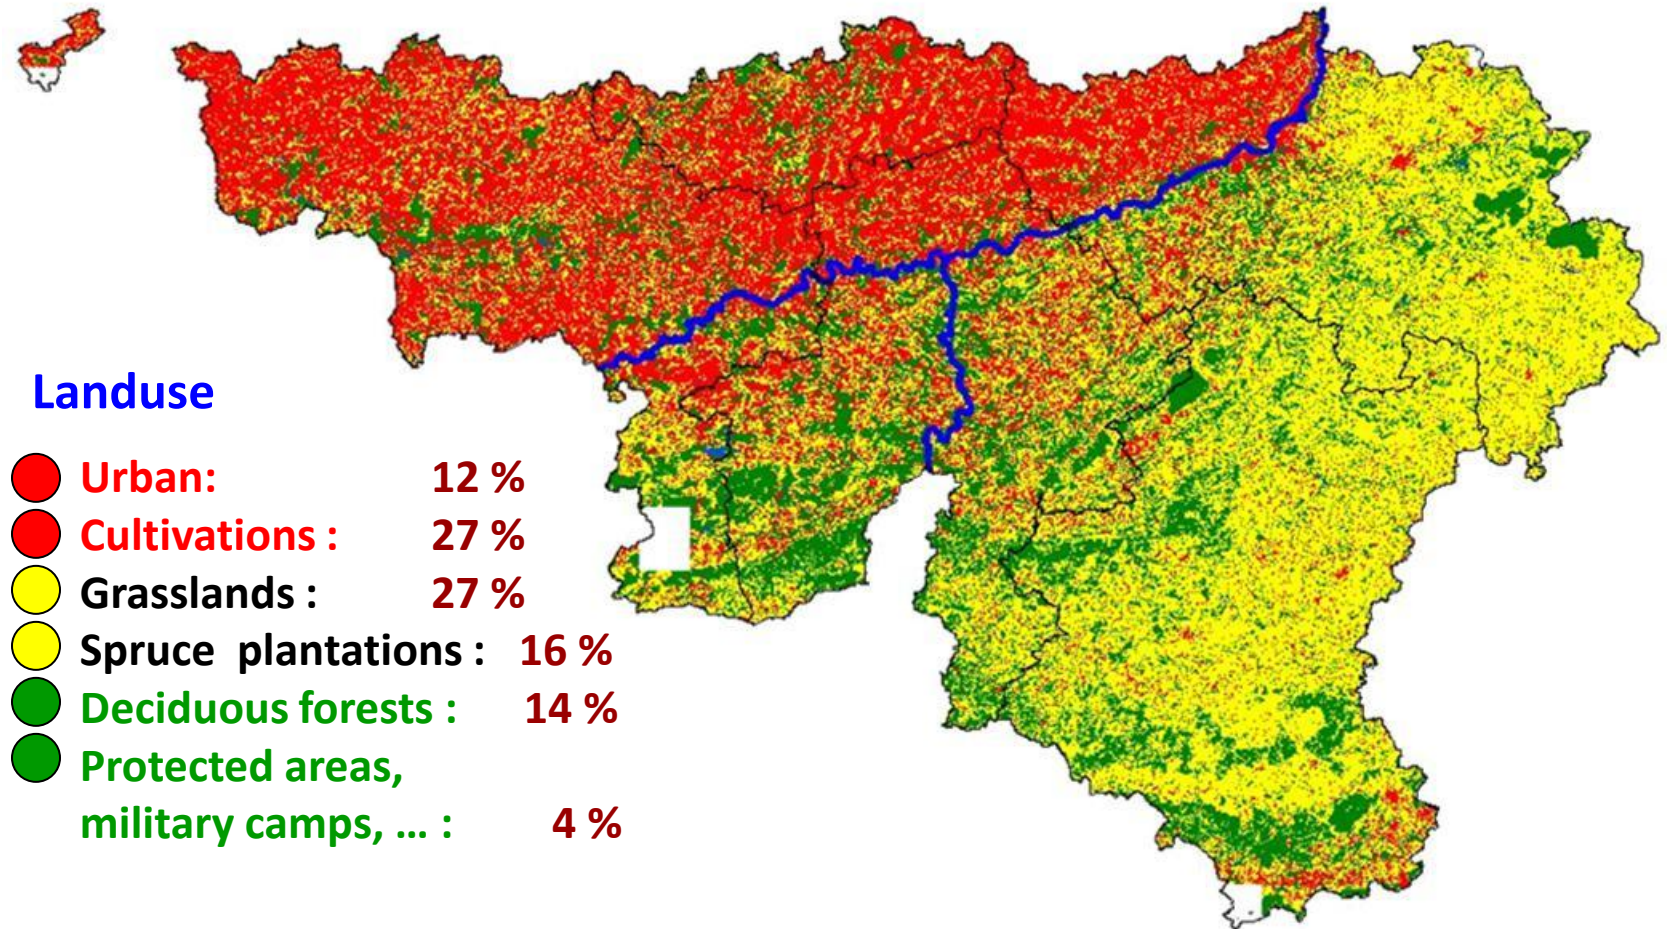 Landuse
Urban: 12 %
Cultivations : 27 %
Grasslands : 27 %
Spruce plantations : 16 %
Deciduous forests : 14 %
Protected areas,
military camps, ... : 4 %